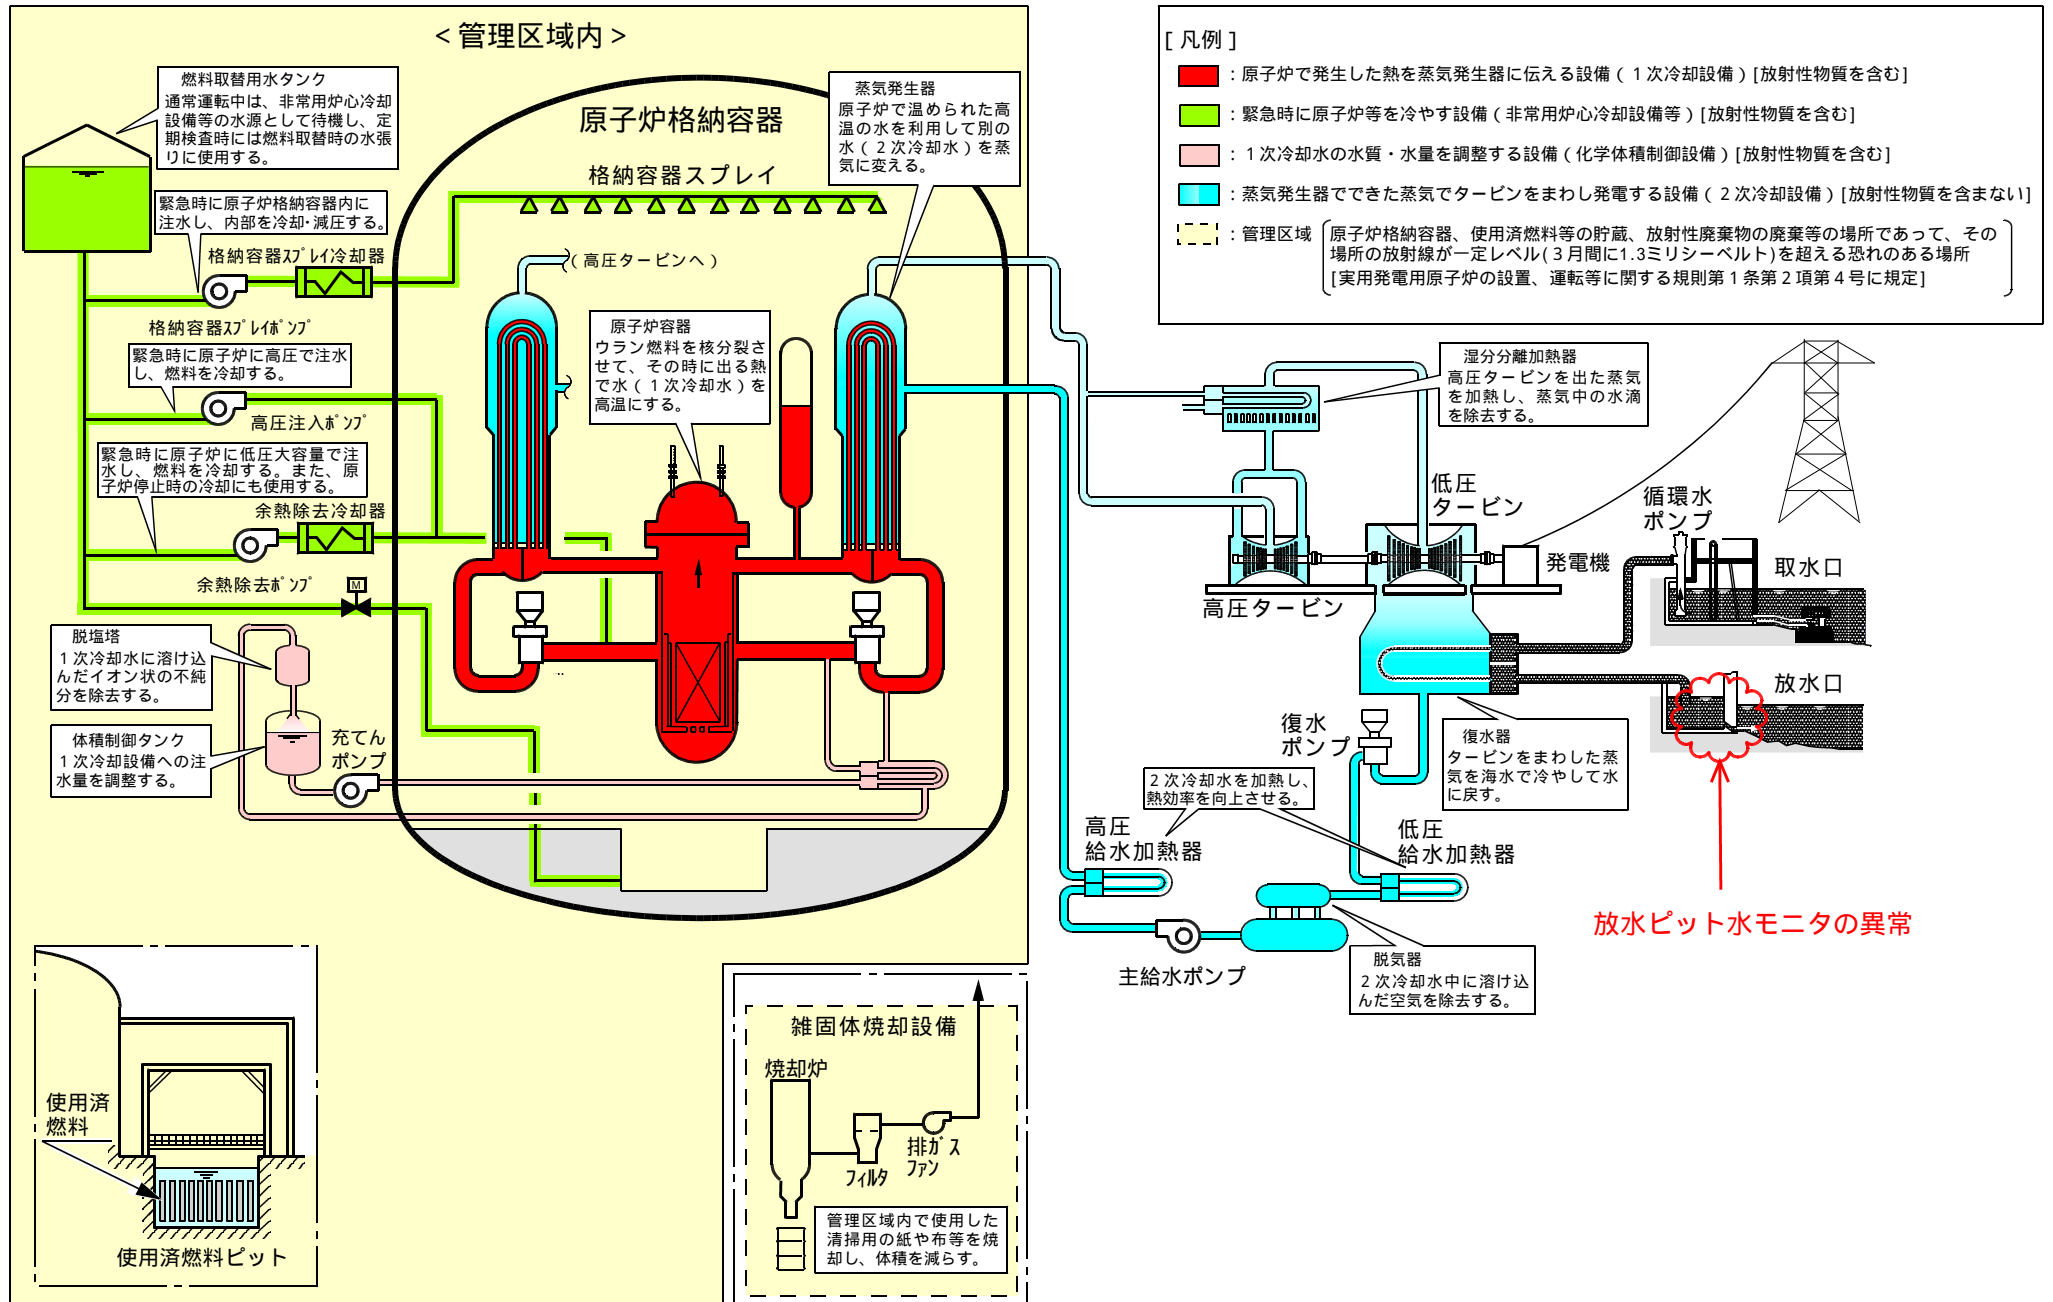 ＜管理区域内＞
燃料取替用水タンク
通常運転中は、非常用炉心冷却
設備等の水源として待機し、定
期検査時には燃料取替時の水張
りに使用する。
緊急時に原子炉格納容器内に
注水し、内部を冷却･減圧する。
格納容器ｽﾌﾟﾚｲ冷却器
格納容器ｽﾌﾟﾚｲﾎﾟﾝﾌﾟ
緊急時に原子炉に高圧で注水
し、燃料を冷却する。
高圧注入ﾎﾟﾝﾌﾟ
緊急時に原子炉に低圧大容量で注
水し、燃料を冷却する。また、原
子炉停止時の冷却にも使用する。
余熱除去冷却器
余熱除去ﾎﾟﾝﾌﾟ
M
脱塩塔
１次冷却水に溶け込
んだイオン状の不純
分を除去する。
体積制御タンク
１次冷却設備への注
水量を調整する。
充てん
ポンプ
原子炉格納容器
格納容器スプレイ
（高圧タービンへ）
蒸気発生器
原子炉で温められた高
温の水を利用して別の
水（２次冷却水）を蒸
気に変える。
原子炉容器
ウラン燃料を核分裂さ
せて、その時に出る熱
で水（１次冷却水）を
高温にする。
使用済
燃料
使用済燃料ピット
雑固体焼却設備
焼却炉
フィルタ
排ｶﾞｽ
ファン
管理区域内で使用した
清掃用の紙や布等を焼
却し、体積を減らす。
[ 凡例 ]
：原子炉で発生した熱を蒸気発生器に伝える設備（１次冷却設備）[放射性物質を含む]
：緊急時に原子炉等を冷やす設備（非常用炉心冷却設備等）[放射性物質を含む]
：１次冷却水の水質・水量を調整する設備（化学体積制御設備）[放射性物質を含む]
：蒸気発生器でできた蒸気でタービンをまわし発電する設備（２次冷却設備）[放射性物質を含まない]
：管理区域
原子炉格納容器、使用済燃料等の貯蔵、放射性廃棄物の廃棄等の場所であって、その
場所の放射線が一定レベル(３月間に1.3ミリシーベルト)を超える恐れのある場所
[実用発電用原子炉の設置、運転等に関する規則第１条第２項第４号に規定]
湿分分離加熱器
高圧タービンを出た蒸気
を加熱し、蒸気中の水滴
を除去する。
低圧
タービン
高圧タービン
発電機
循環水
ポンプ
取水口
放水口
復水
ポンプ
復水器
タービンをまわした蒸
気を海水で冷やして水
に戻す。
２次冷却水を加熱し、
熱効率を向上させる。
高圧
給水加熱器
低圧
給水加熱器
主給水ポンプ
脱気器
２次冷却水中に溶け込
んだ空気を除去する。
放水ピット水モニタの異常